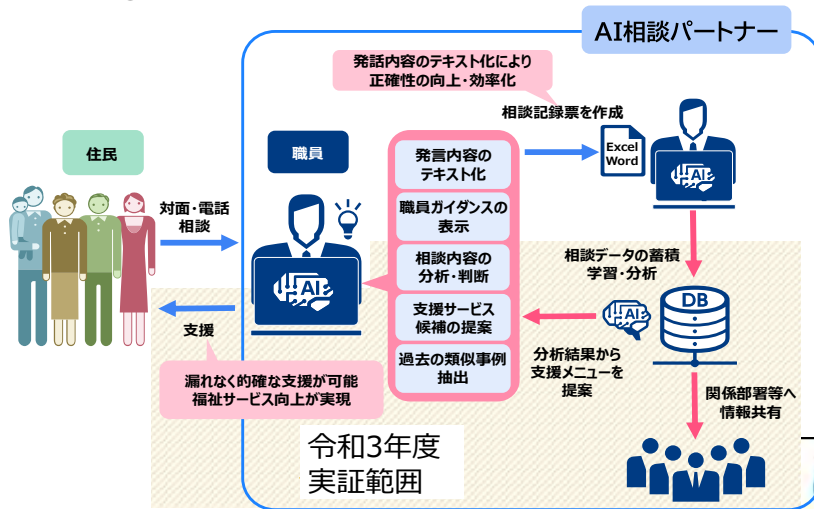 AI相談パートナー
発話内容のテキスト化により
正確性の向上・効率化
相談記録票を作成
住民
職員
Excel
Word
AI
発言内容の
テキスト化
職員ガイダンスの
表示
相談内容の
分析・判断
支援サービス
候補の提案
過去の類似事例
抽出
対面・電話
相談
AI
支援
漏れなく的確な支援が可能
福祉サービス向上が実現
相談データの蓄積
学習・分析
DB
AI
分析結果から
支援メニューを
提案
関係部署等へ
情報共有
令和3年度
実証範囲